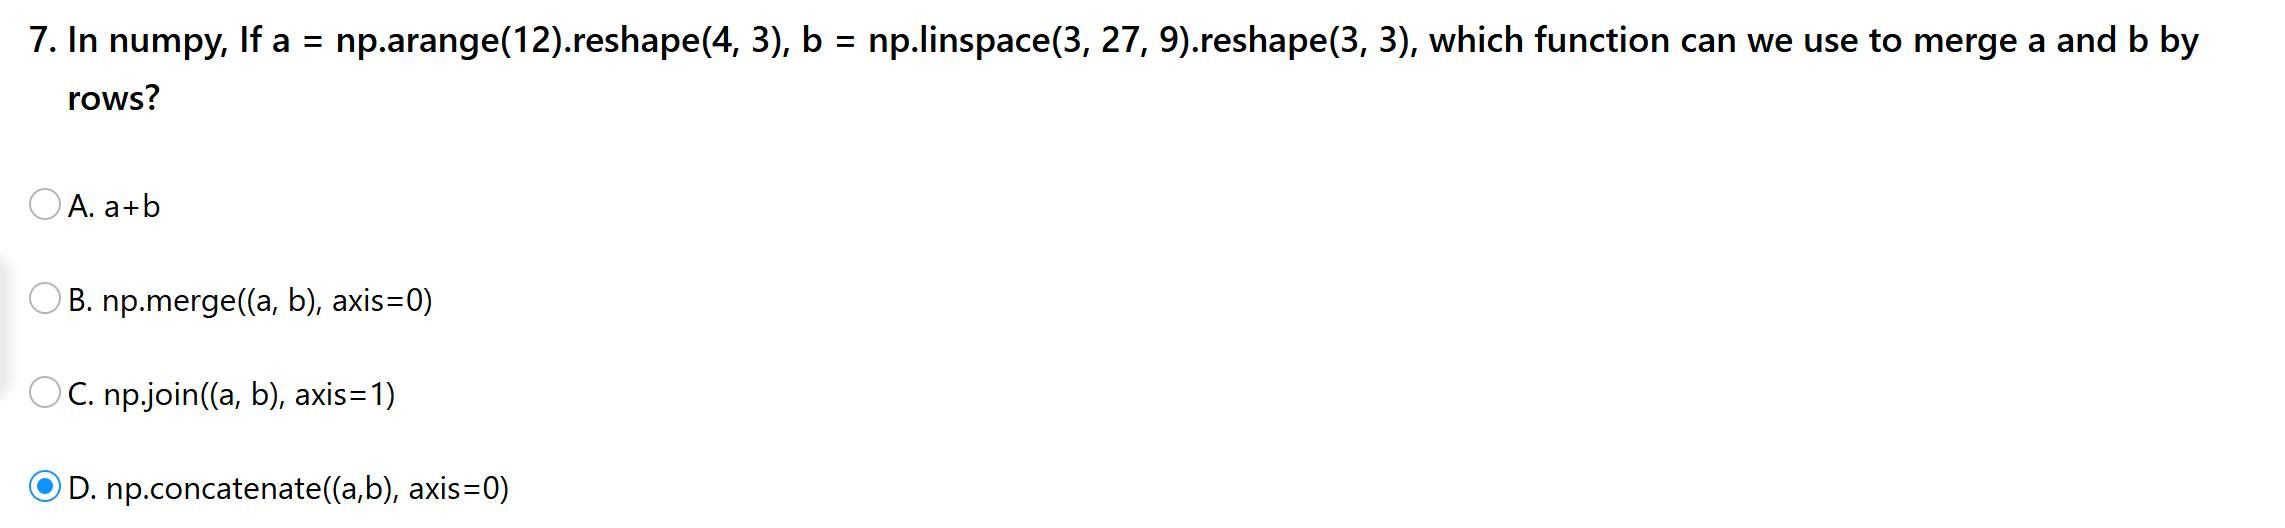 7. In numpy, If a = np.arange(12).reshape(4, 3), b = np.linspace(3, 27, 9).reshape(3, 3), which function can we use to merge a and b by
rows?
A. a+b
B. np.merge((a, b), axis=0)
C. np.join((a, b), axis=1)
D. np.concatenate((a,b), axis=0)